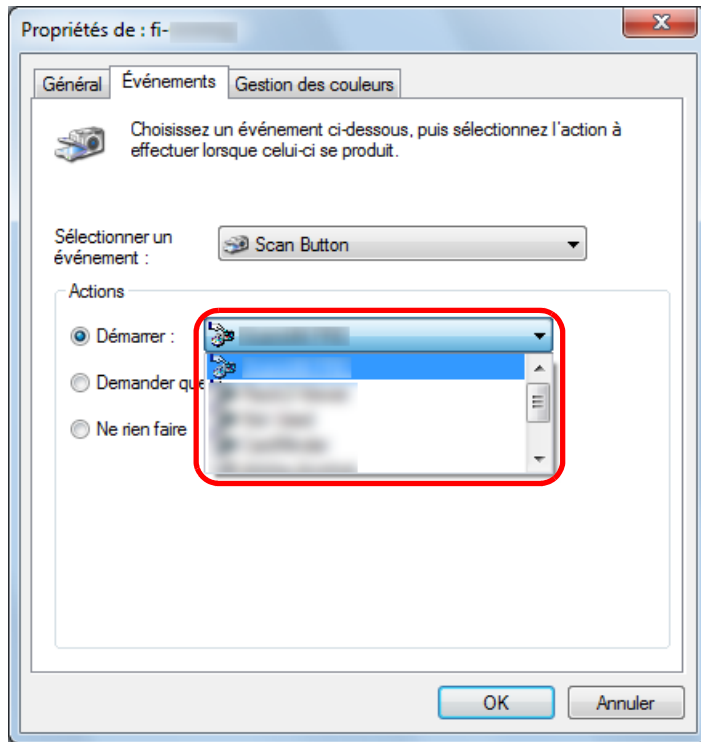 Propriétés de : fi-
Général Événements Gestion des couleurs
Choisissez un événement ci-dessous, puis sélectionnez l'action à
effectuer lorsque celui-ci se produit.
Sélectionner un
événement :
Scan Button
Actions
Démarrer :
Demander que
Ne rien faire
OK Annuler